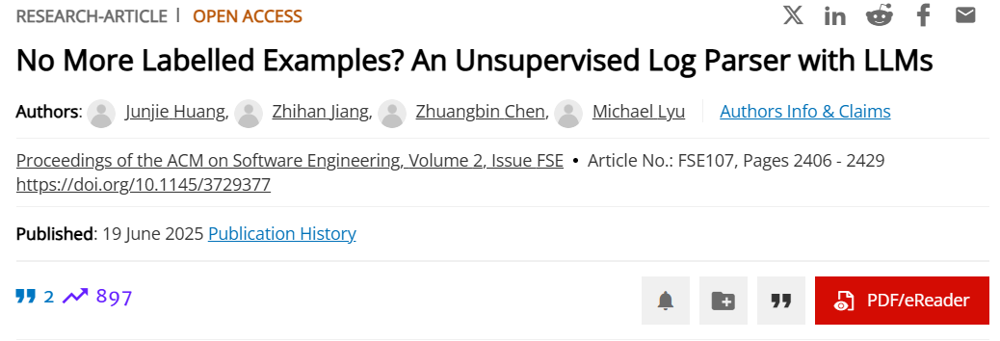 RESEARCH-ARTICLE | OPEN ACCESS
No More Labelled Examples? An Unsupervised Log Parser with LLMs
Authors: Junjie Huang, Zhihan Jiang, Zhuangbin Chen, Michael Lyu Authors Info & Claims
Proceedings of the ACM on Software Engineering, Volume 2, Issue FSE • Article No.: FSE107, Pages 2406 - 2429
https://doi.org/10.1145/3729377
Published: 19 June 2025 Publication History
2 897 PDF/eReader